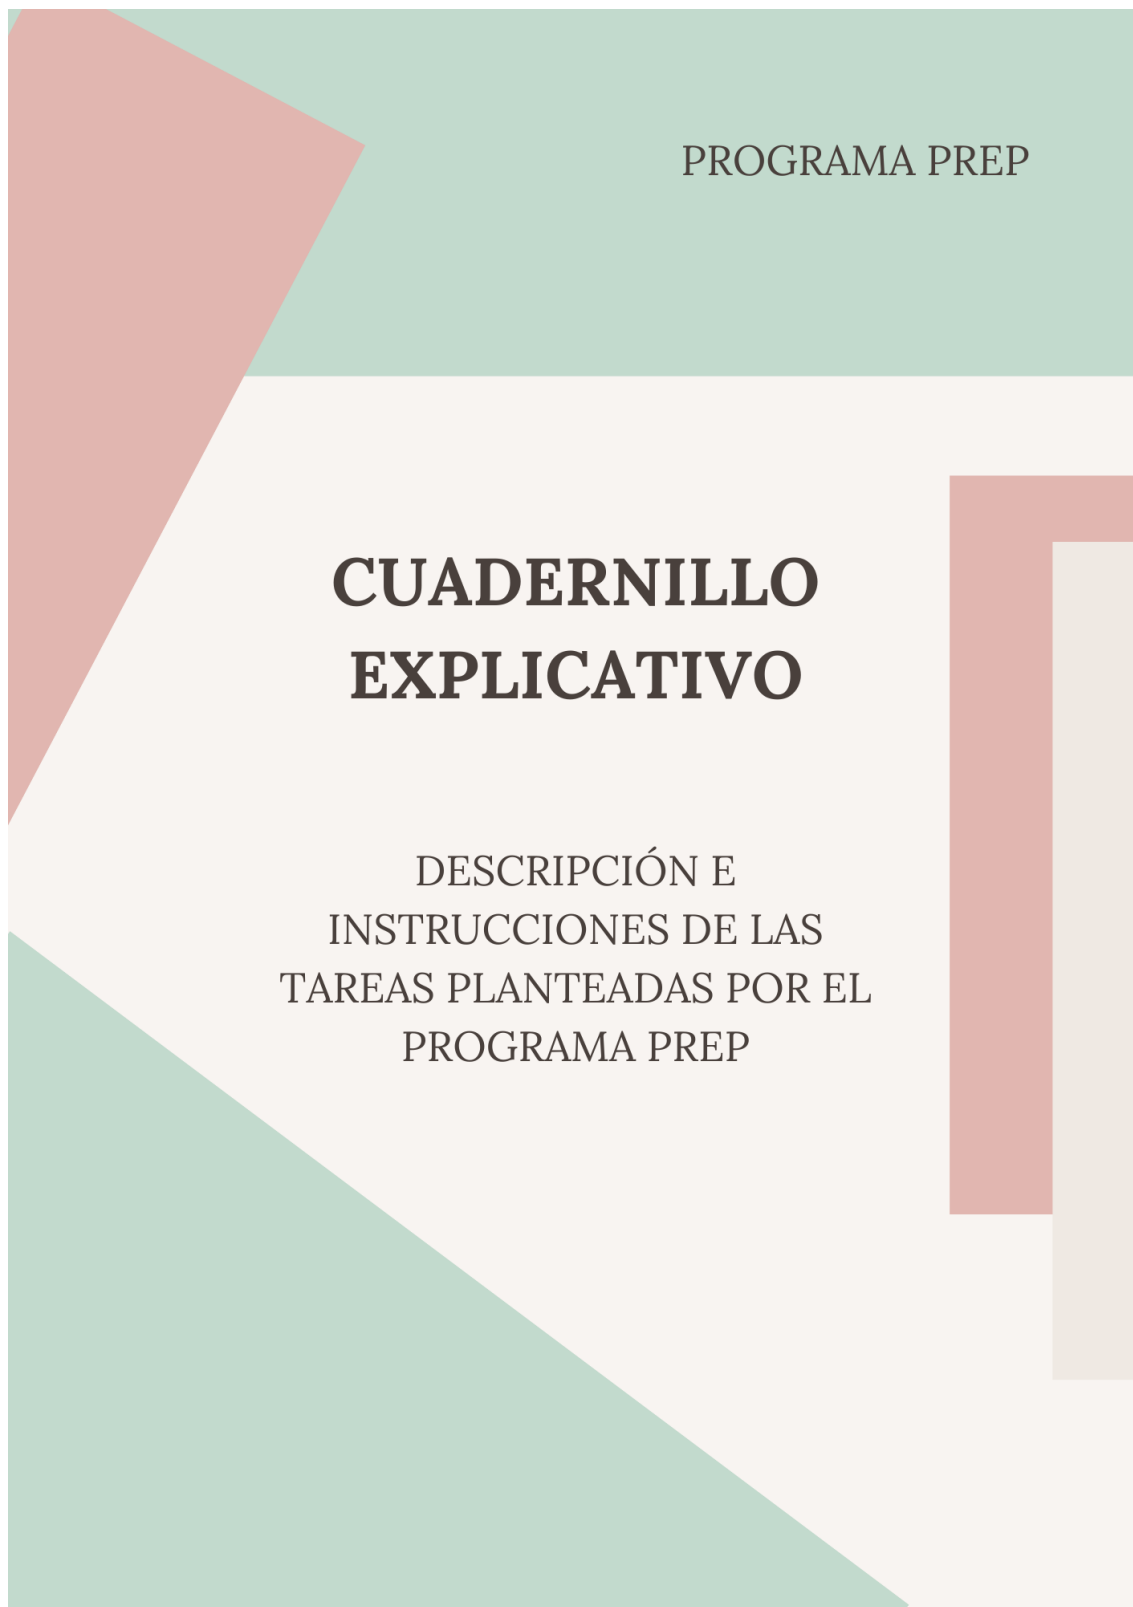 PROGRAMA PREP
CUADERNILLO
EXPLICATIVO
DESCRIPCIÓN E
INSTRUCCIONES DE LAS
TAREAS PLANTEADAS POR EL
PROGRAMA PREP